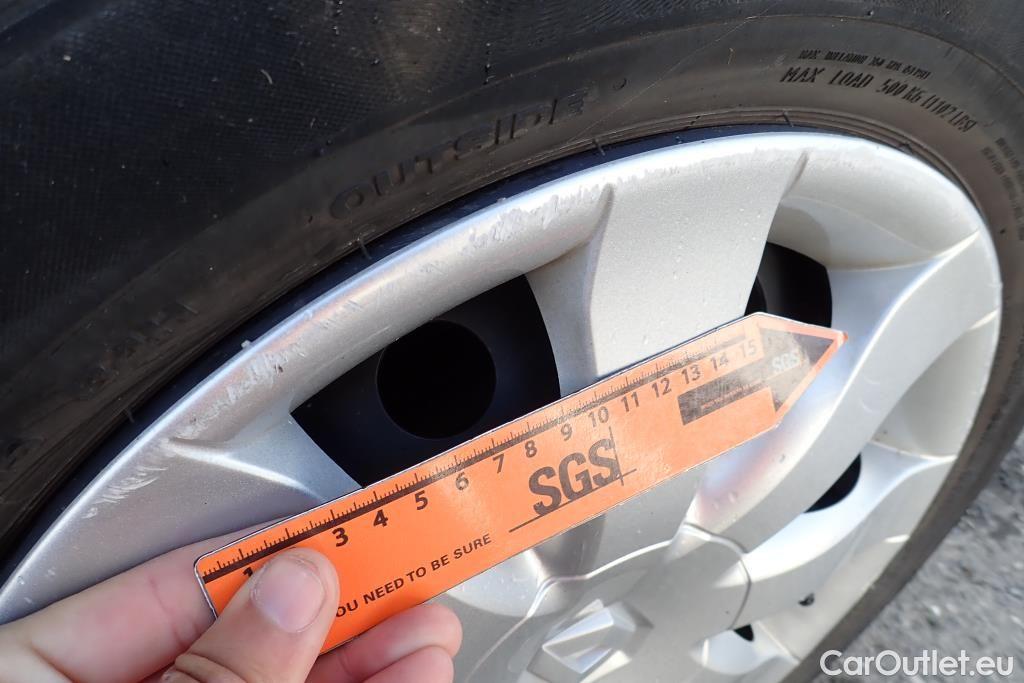 OUTSIDE
MAX LOAD 500 KG (1102 LBS)
1 3 4 5 6 7 8 9 10 11 12 13 14 15
SGS
SGS
OU NEED TO BE SURE
CarOutlet.eu